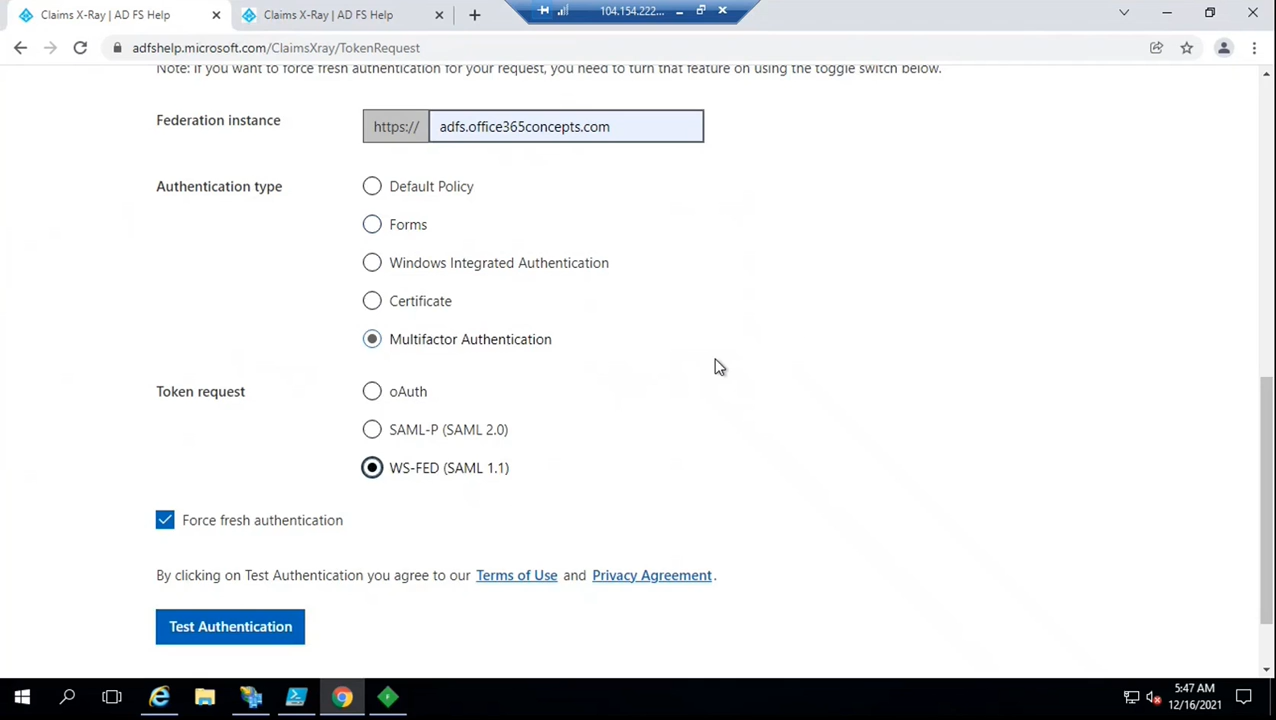 Claims X-Ray | AD FS Help
Claims X-Ray | AD FS Help
104.154.222...
adfshelp.microsoft.com/ClaimsXray/TokenRequest
Note: If you want to force fresh authentication for your request, you need to turn that feature on using the toggle switch below.
Federation instance
https:// adfs.office365concepts.com
Authentication type
Default Policy
Forms
Windows Integrated Authentication
Certificate
Multifactor Authentication
Token request
oAuth
SAML-P (SAML 2.0)
WS-FED (SAML 1.1)
Force fresh authentication
By clicking on Test Authentication you agree to our Terms of Use and Privacy Agreement.
Test Authentication
5:47 AM
12/16/2021